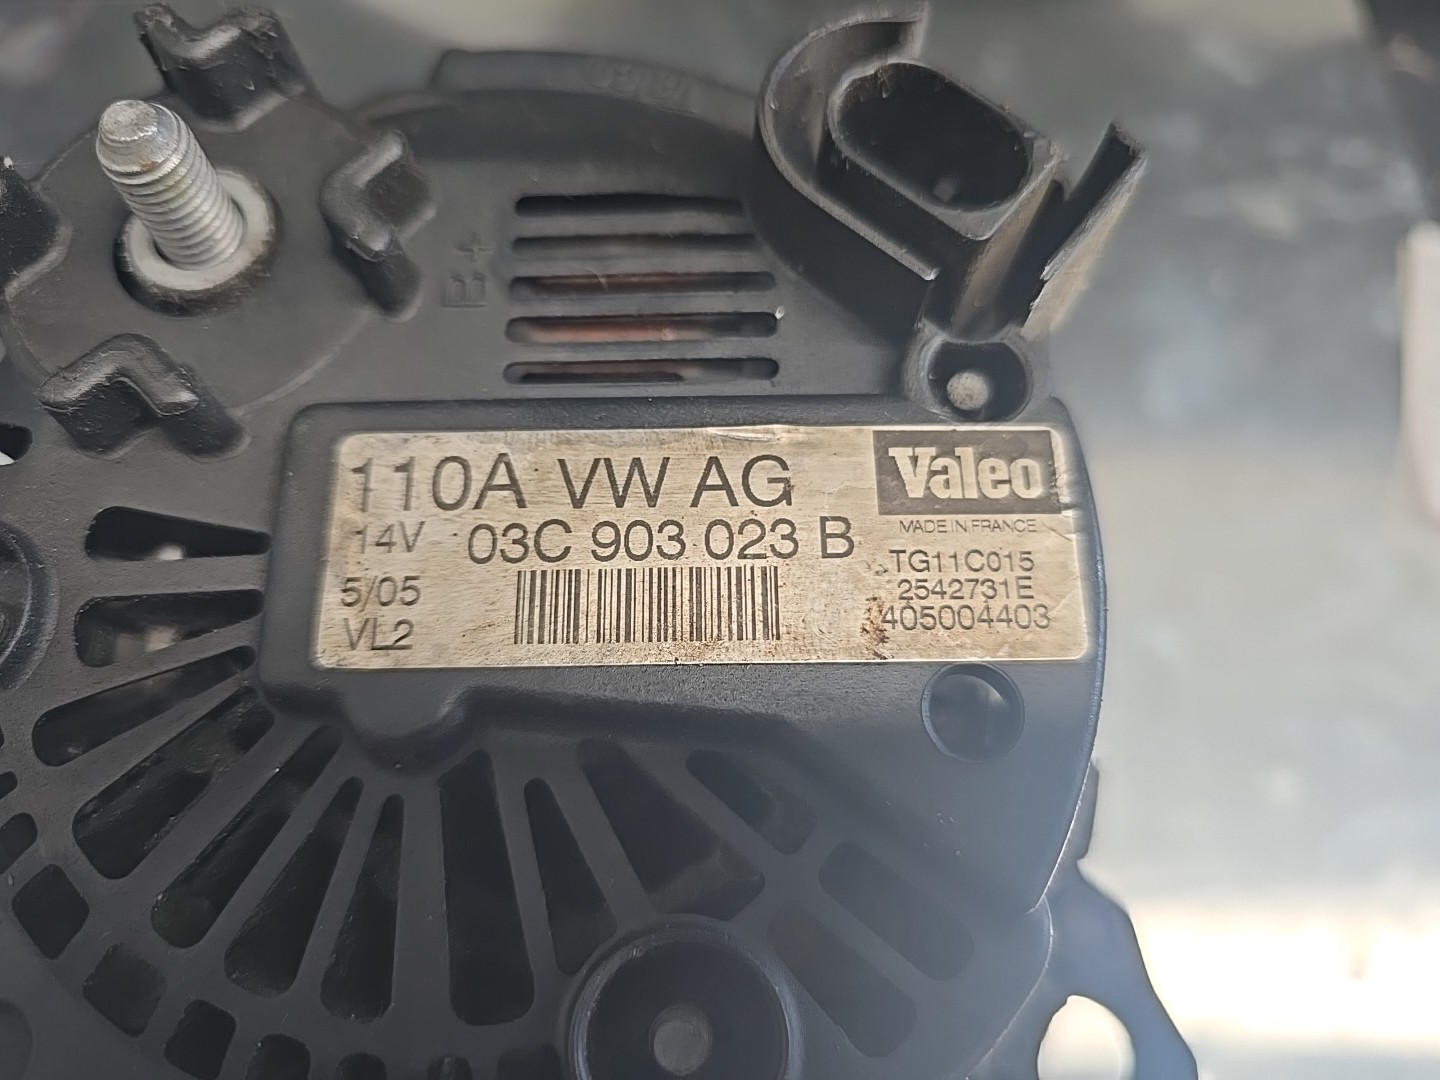 B+
110A VW AG
14V 03C 903 023 B
5/05
VL2
Valeo
MADE IN FRANCE
TG11C015
2542731E
405004403